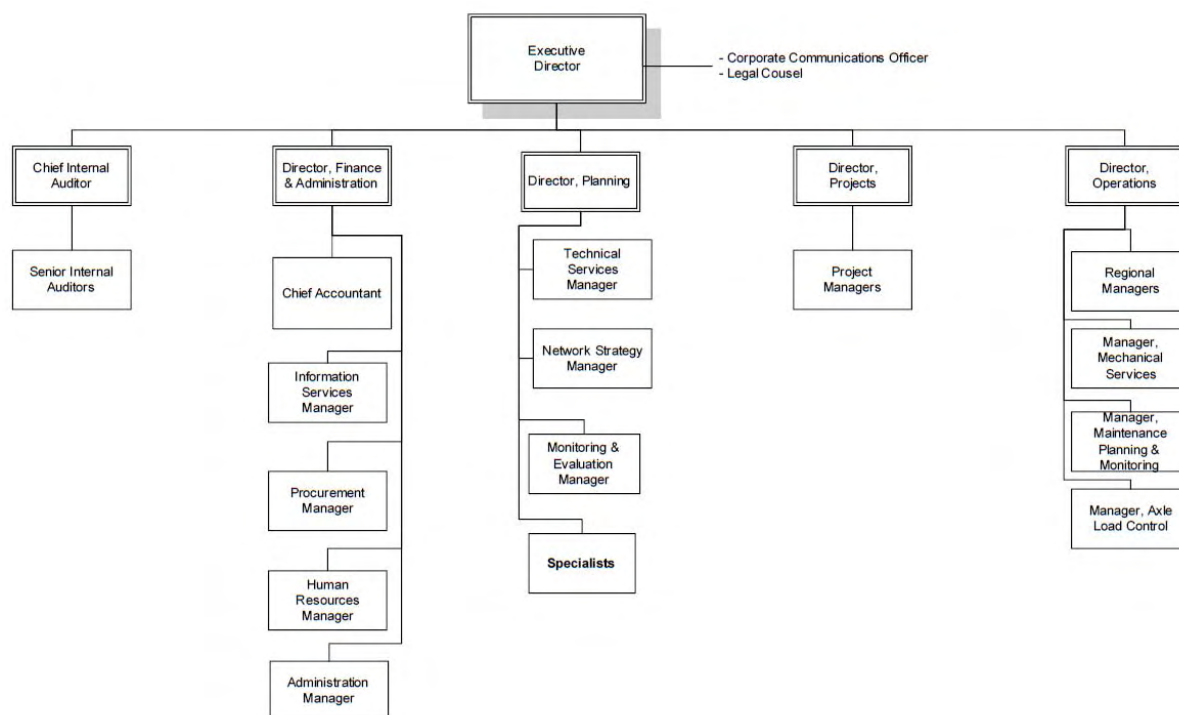 Executive
Director
- Corporate Communications Officer
- Legal Cousel
Chief Internal
Auditor
Director, Finance
& Administration
Director, Planning
Director,
Projects
Director,
Operations
Senior Internal
Auditors
Chief Accountant
Information
Services
Manager
Procurement
Manager
Human
Resources
Manager
Administration
Manager
Technical
Services
Manager
Network Strategy
Manager
Monitoring &
Evaluation
Manager
Specialists
Project
Managers
Regional
Managers
Manager,
Mechanical
Services
Manager,
Maintenance
Planning &
Monitoring
Manager, Axle
Load Control